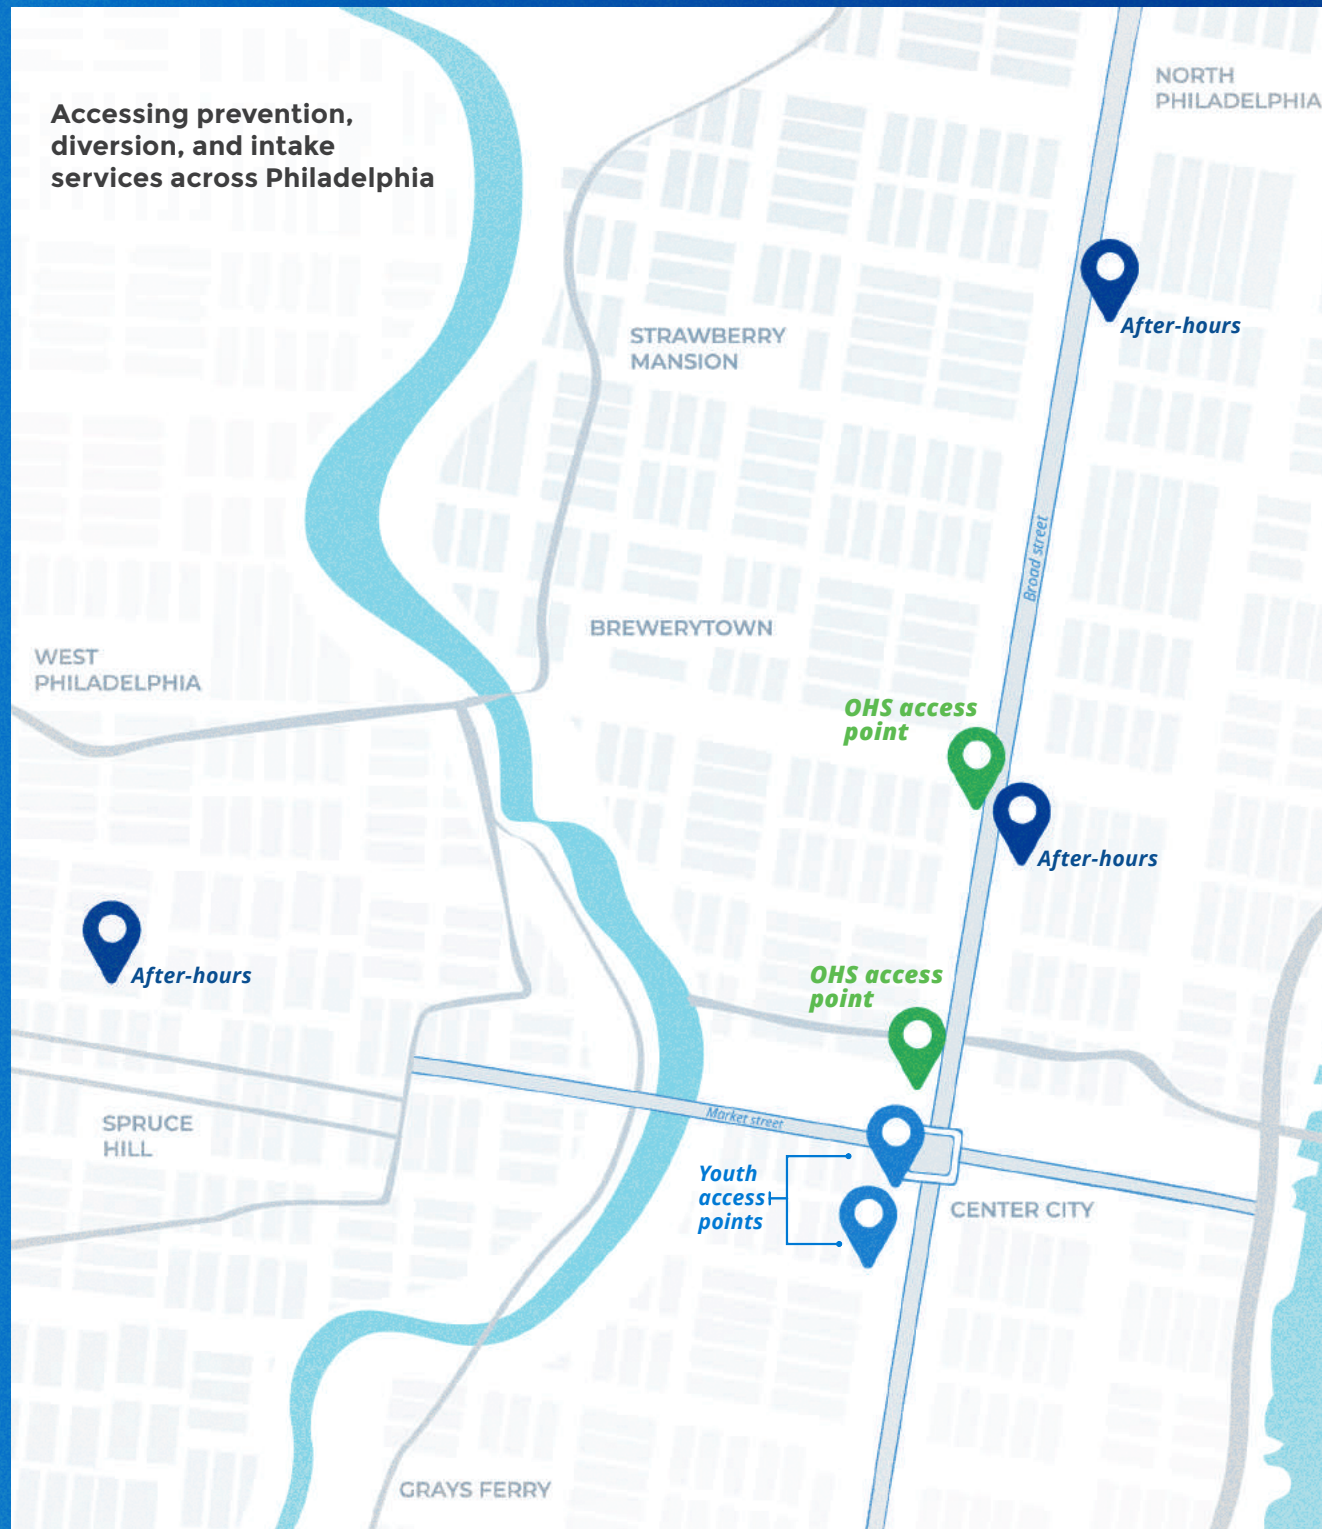 Accessing prevention,
diversion, and intake
services across Philadelphia
NORTH
PHILADELPHIA
After-hours
STRAWBERRY
MANSION
Broad street
BREWERYTOWN
WEST
PHILADELPHIA
OHS access
point
After-hours
After-hours
OHS access
point
Market street
SPRUCE
HILL
Youth
access
points
CENTER CITY
GRAYS FERRY